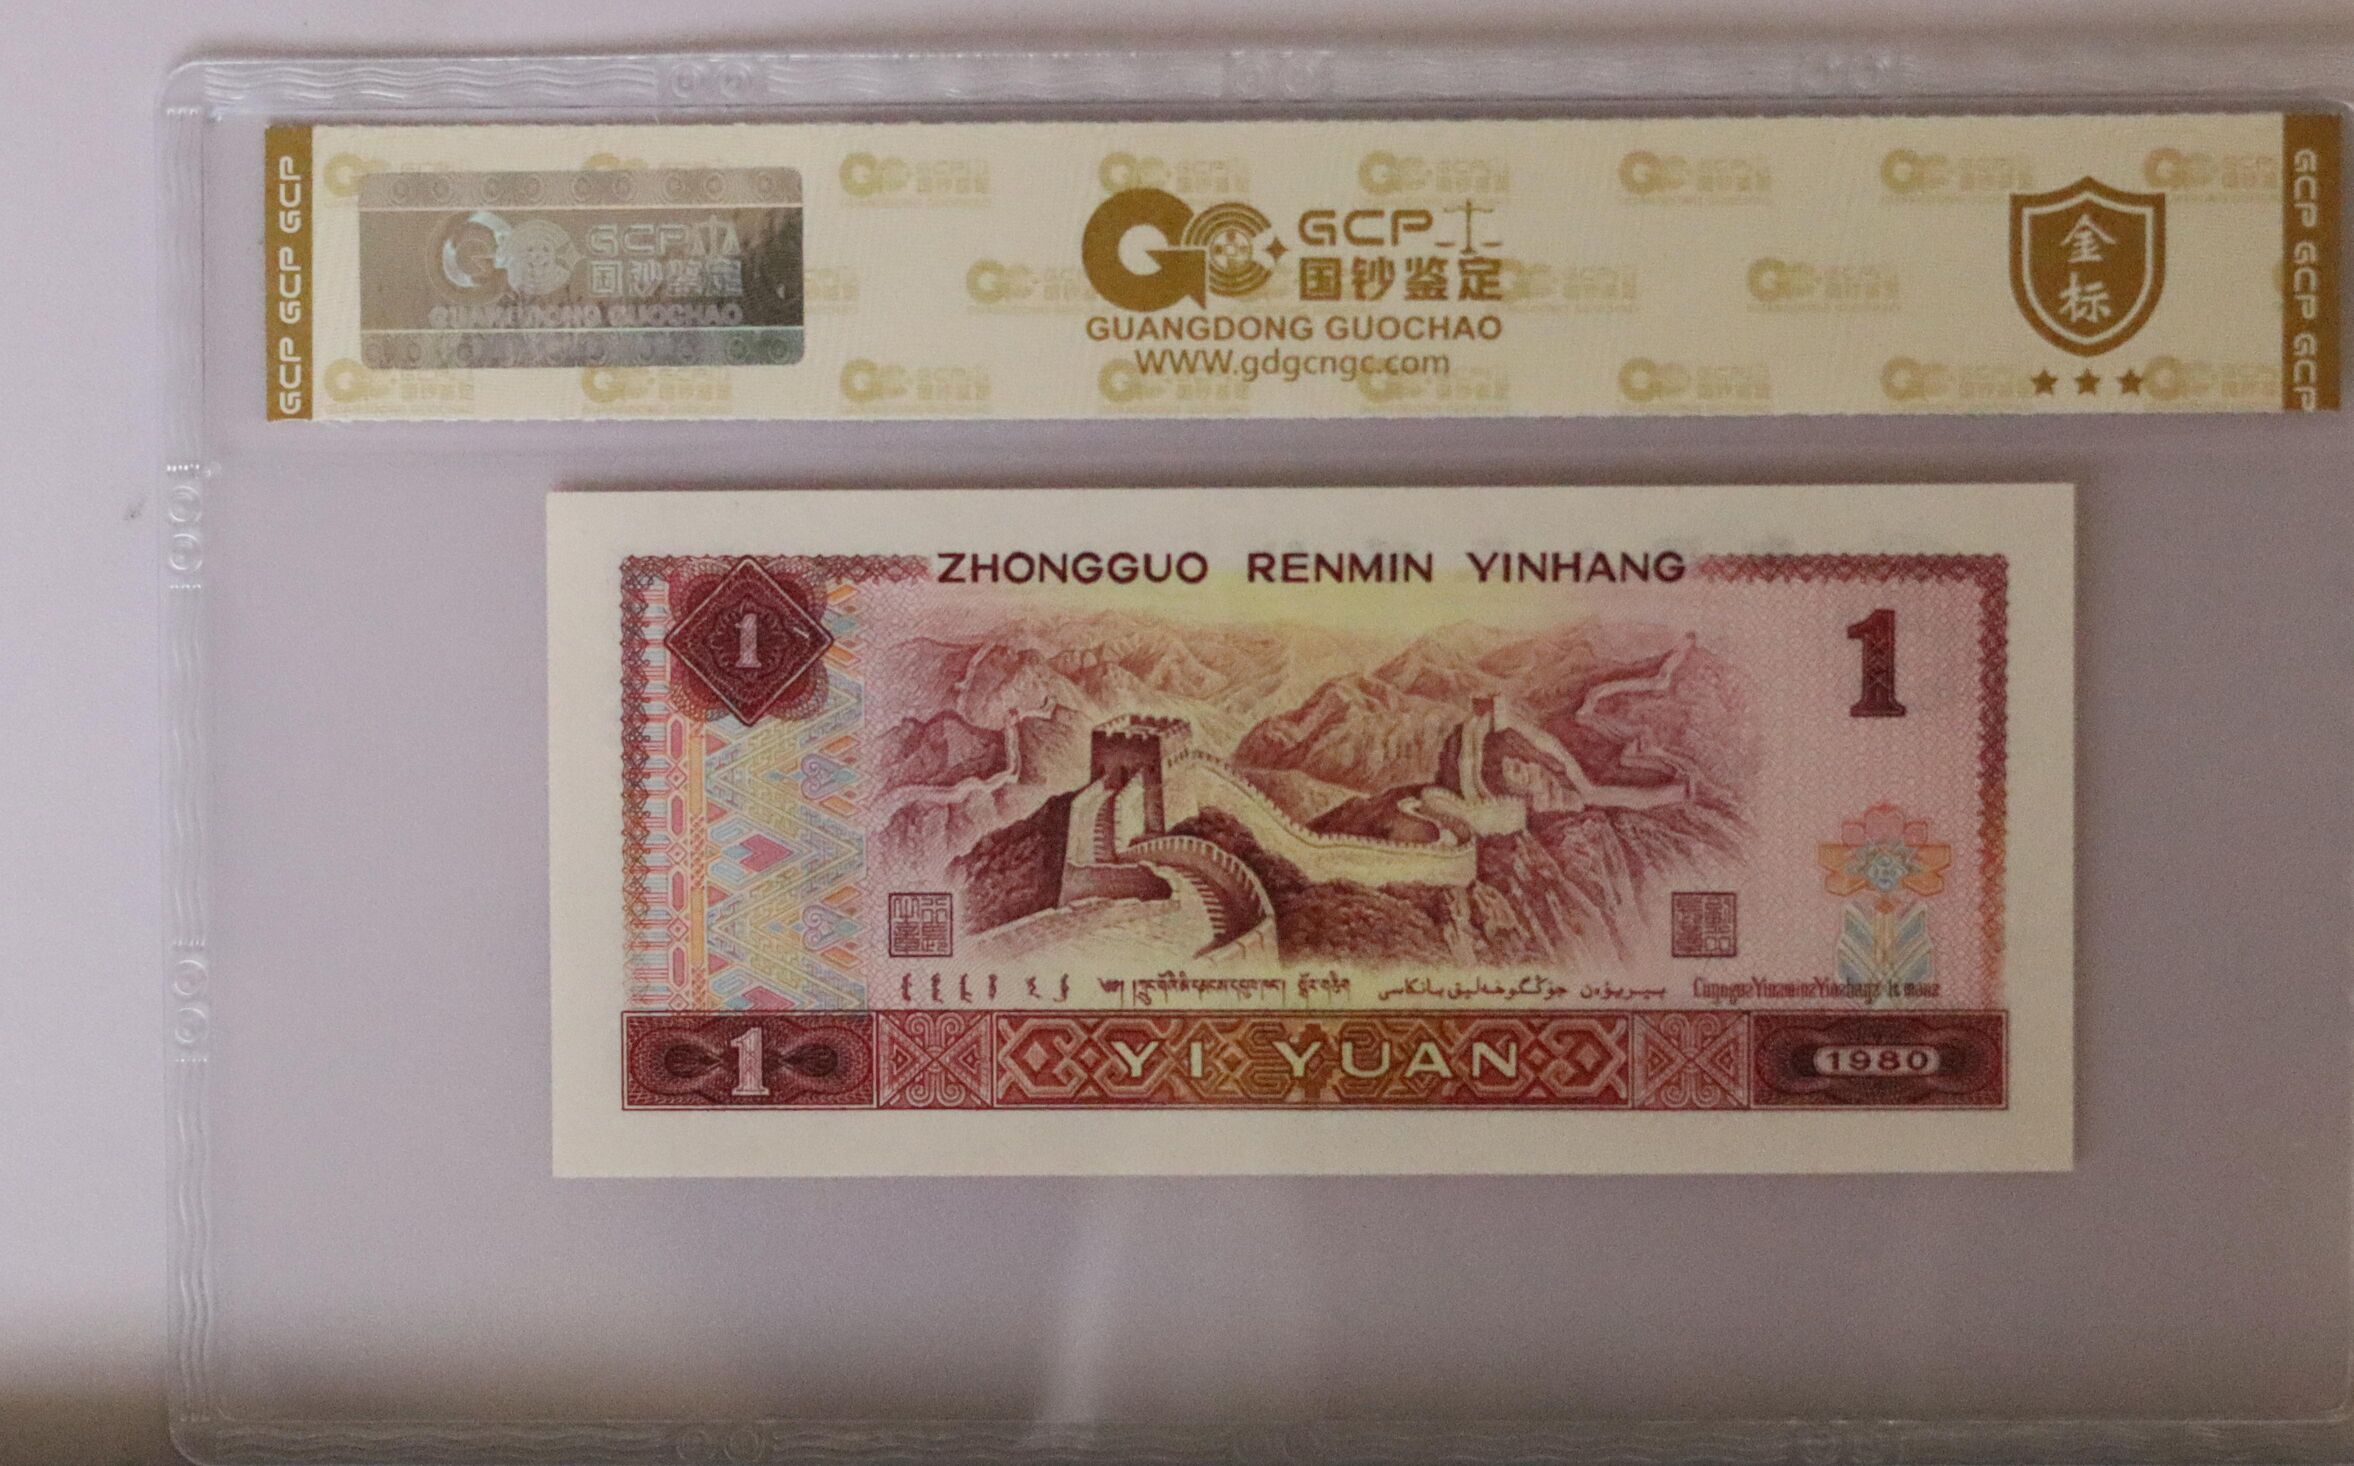 GCP GCP GCP
GCP
国钞鉴定
GUANGDONG GUOCHAO
GCP
国钞鉴定
GUANGDONG GUOCHAO
WWW.gdgcngc.com
金
标
GCP GCP GCP
ZHONGGUO RENMIN YINHANG
1
1
1
YI YUAN
1980